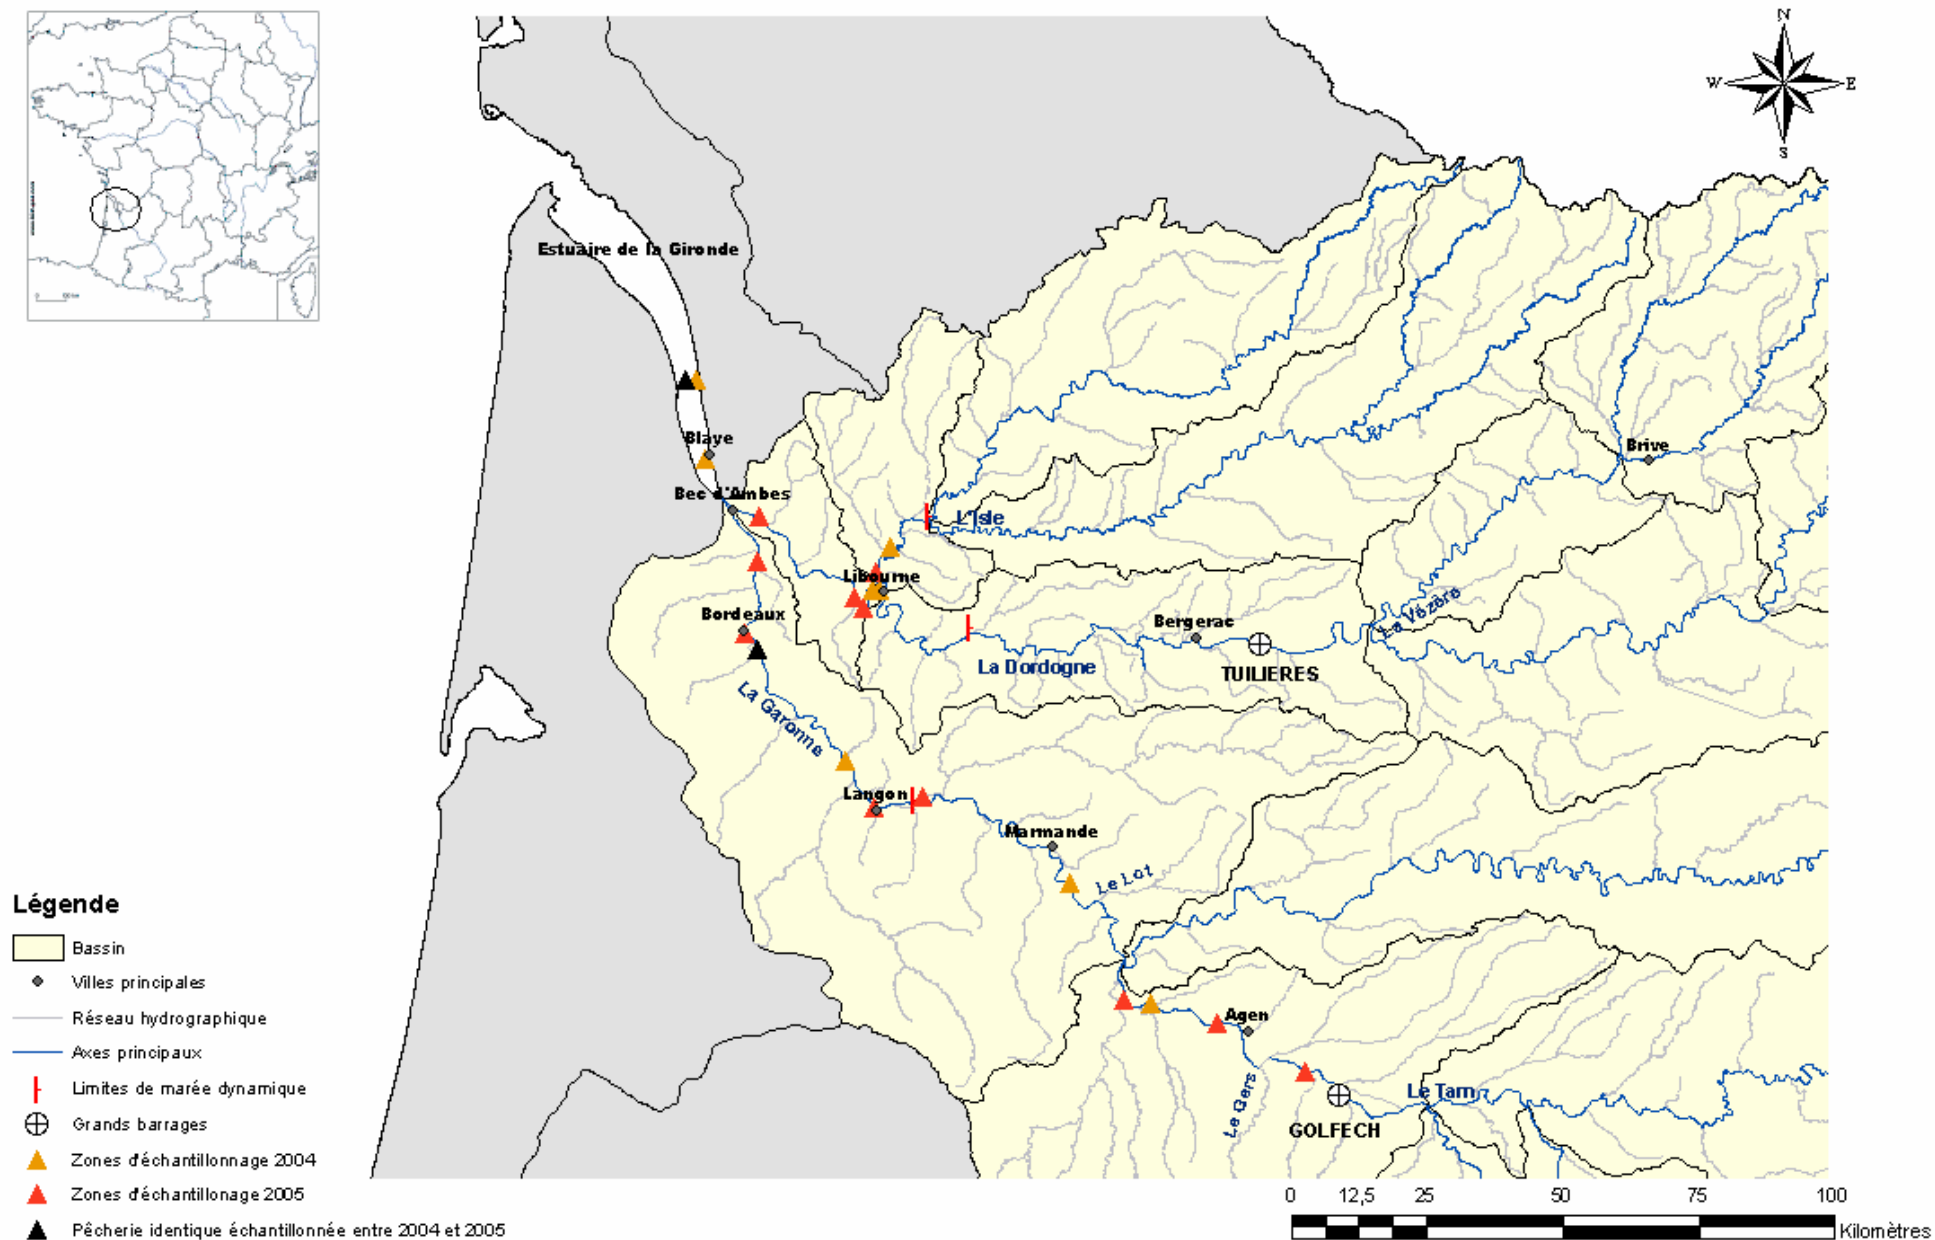 N
W
E
S
Estuaire de la Gironde
Blaye
Bec d'Ambes
Brive
L'Isle
Libourne
La Vézère
Bordeaux
Bergerac
La Dordogne
TUILIERES
La Garonne
Langon
Marmande
Le Lot
Agen
Le Gers
Le Tarn
GOLFECH
Légende
Bassin
Villes principales
Réseau hydrographique
Axes principaux
Limites de marée dynamique
Grands barrages
Zones d'échantillonnage 2004
Zones d'échantillonage 2005
Pêcherie identique échantillonnée entre 2004 et 2005
0 12,5 25 50 75 100
Kilomètres